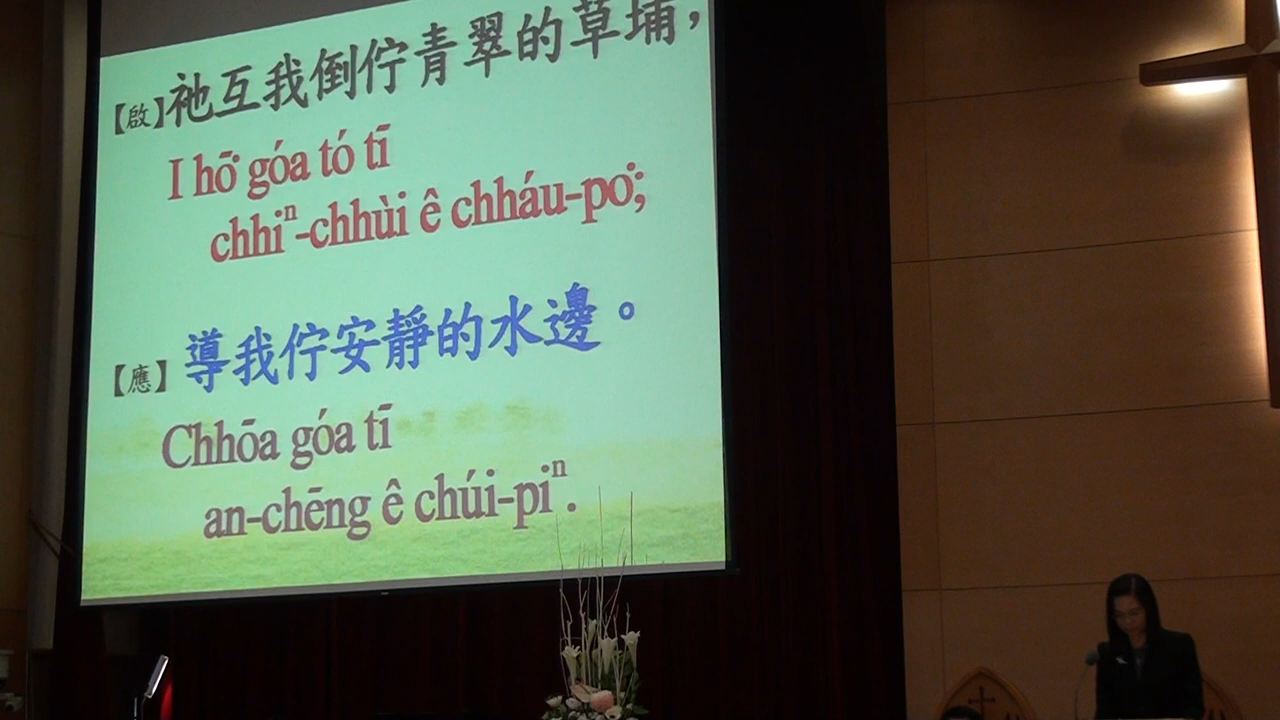 【啟】祂互我倒佇青翠的草埔，
I hō͘ góa tó tī
chhiⁿ-chhùi ê chháu-po͘;
【應】導我佇安靜的水邊。
Chhōa góa tī
an-chēng ê chúi-piⁿ.